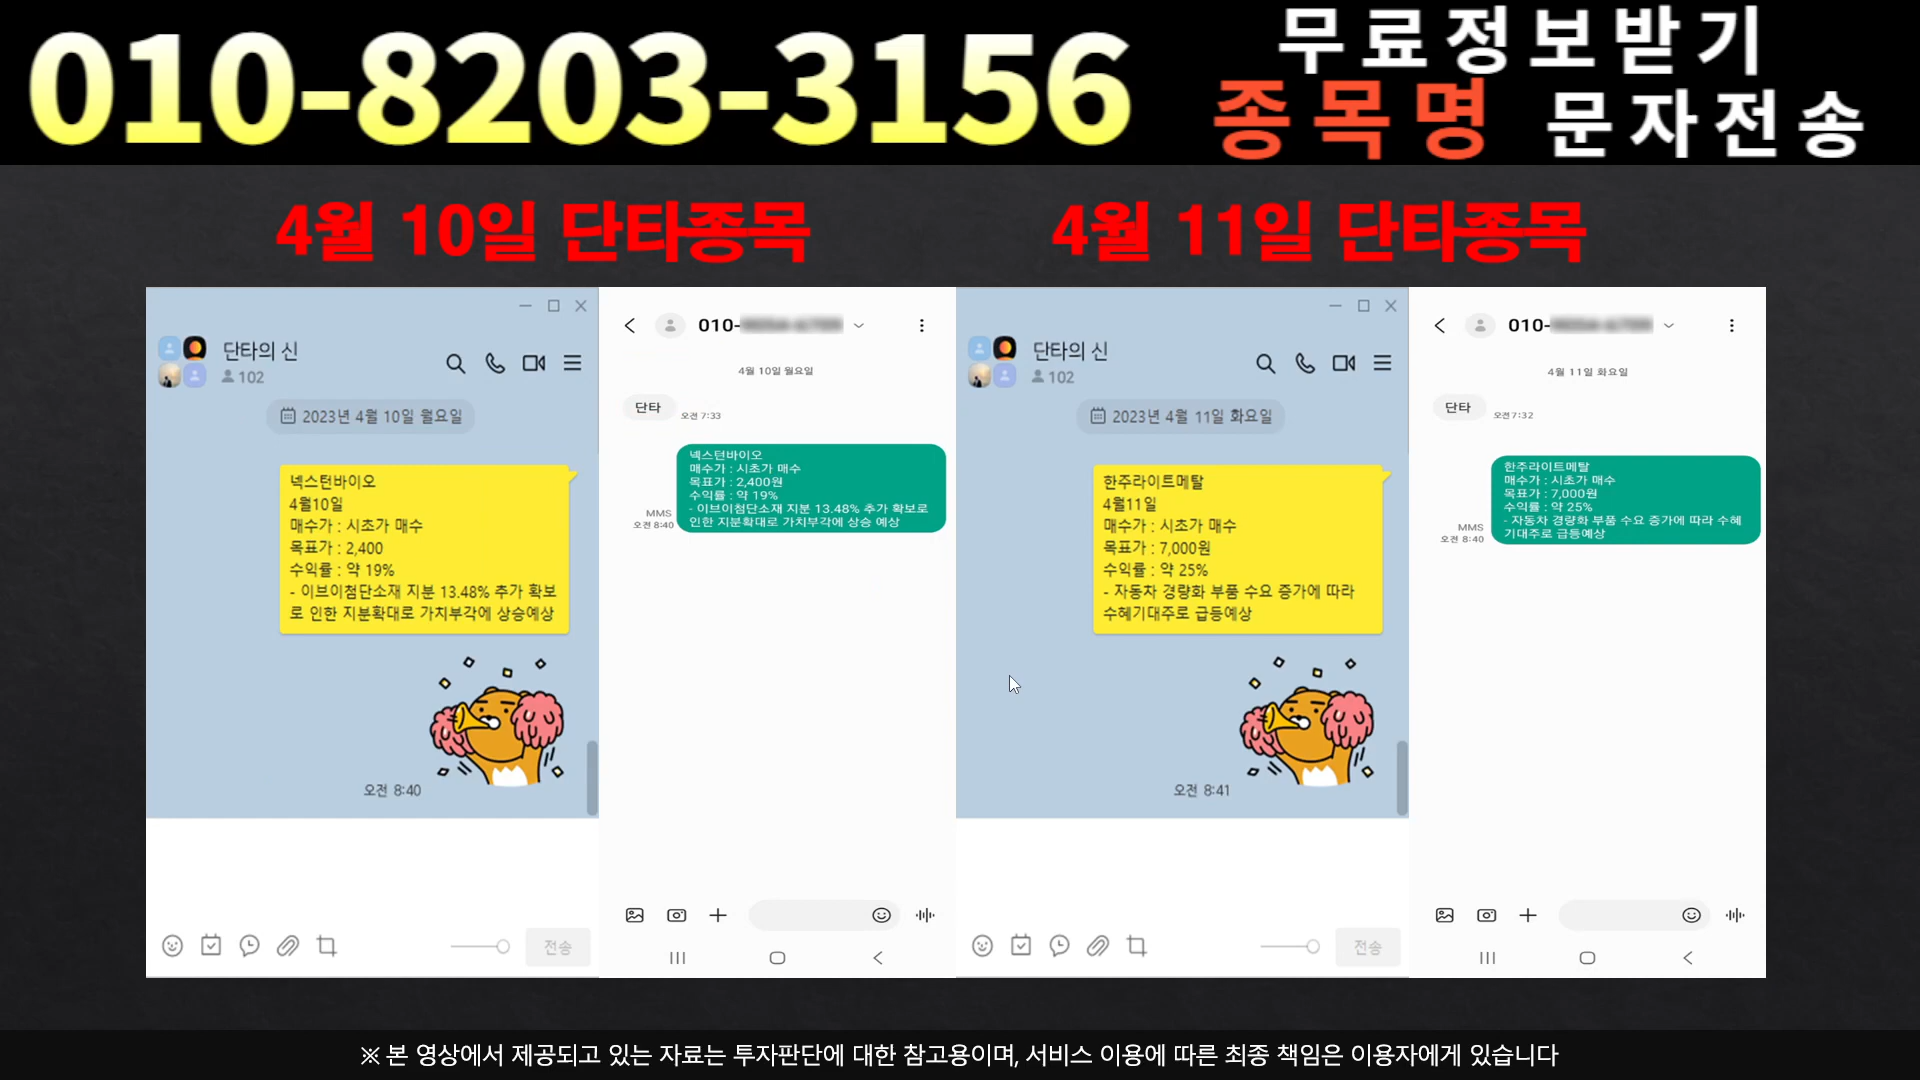 010-8203-3156
무료정보받기
종목명 문자전송
4월 10일 단타종목
4월 11일 단타종목
단타의 신
102
2023년 4월 10일 월요일
넥스턴바이오
4월10일
매수가 : 시초가 매수
목표가 : 2,400
수익률 : 약 19%
- 이브이첨단소재 지분 13.48% 추가 확보
로 인한 지분확대로 가치부각에 상승예상
오전 8:40
전송
010-
4월 10일 월요일
단타
오전 7:33
넥스턴바이오
매수가 : 시초가 매수
목표가 : 2,400원
수익률 : 약 19%
- 이브이첨단소재 지분 13.48% 추가 확보로
인한 지분확대로 가치부각에 상승 예상
MMS
오전 8:40
단타의 신
102
2023년 4월 11일 화요일
한주라이트메탈
4월11일
매수가 : 시초가 매수
목표가 : 7,000원
수익률 : 약 25%
- 자동차 경량화 부품 수요 증가에 따라
수혜기대주로 급등예상
오전 8:41
전송
010-
4월 11일 화요일
단타
오전 7:32
한주라이트메탈
매수가 : 시초가 매수
목표가 : 7,000원
수익률 : 약 25%
- 자동차 경량화 부품 수요 증가에 따라 수혜
기대주로 급등예상
MMS
오전 8:40
※ 본 영상에서 제공되고 있는 자료는 투자판단에 대한 참고용이며, 서비스 이용에 따른 최종 책임은 이용자에게 있습니다